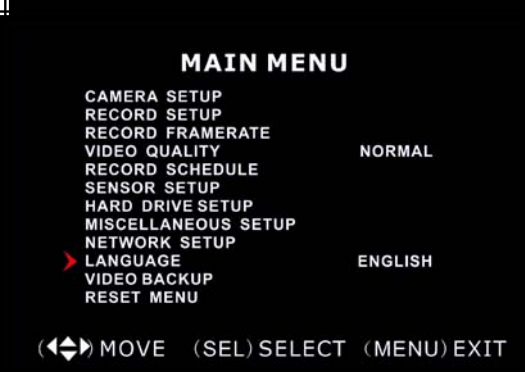 MAIN MENU
CAMERA SETUP
RECORD SETUP
RECORD FRAMERATE
VIDEO QUALITY NORMAL
RECORD SCHEDULE
SENSOR SETUP
HARD DRIVE SETUP
MISCELLANEOUS SETUP
NETWORK SETUP
LANGUAGE ENGLISH
VIDEO BACKUP
RESET MENU
() MOVE (SEL) SELECT (MENU) EXIT